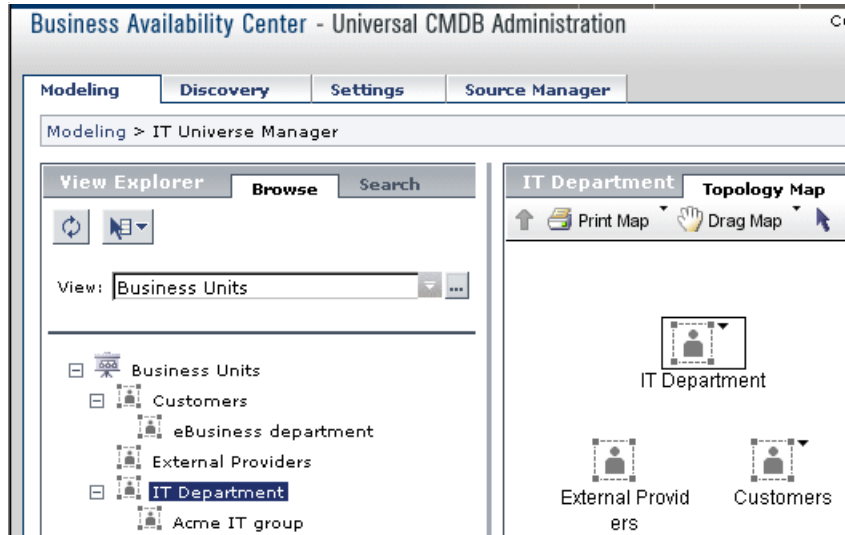 Business Availability Center - Universal CMDB Administration
Modeling Discovery Settings Source Manager
Modeling > IT Universe Manager
View Explorer Browse Search
View: Business Units ...
Business Units
Customers
eBusiness department
External Providers
IT Department
Acme IT group
IT Department Topology Map
Print Map Drag Map
IT Department
External Provid
ers
Customers